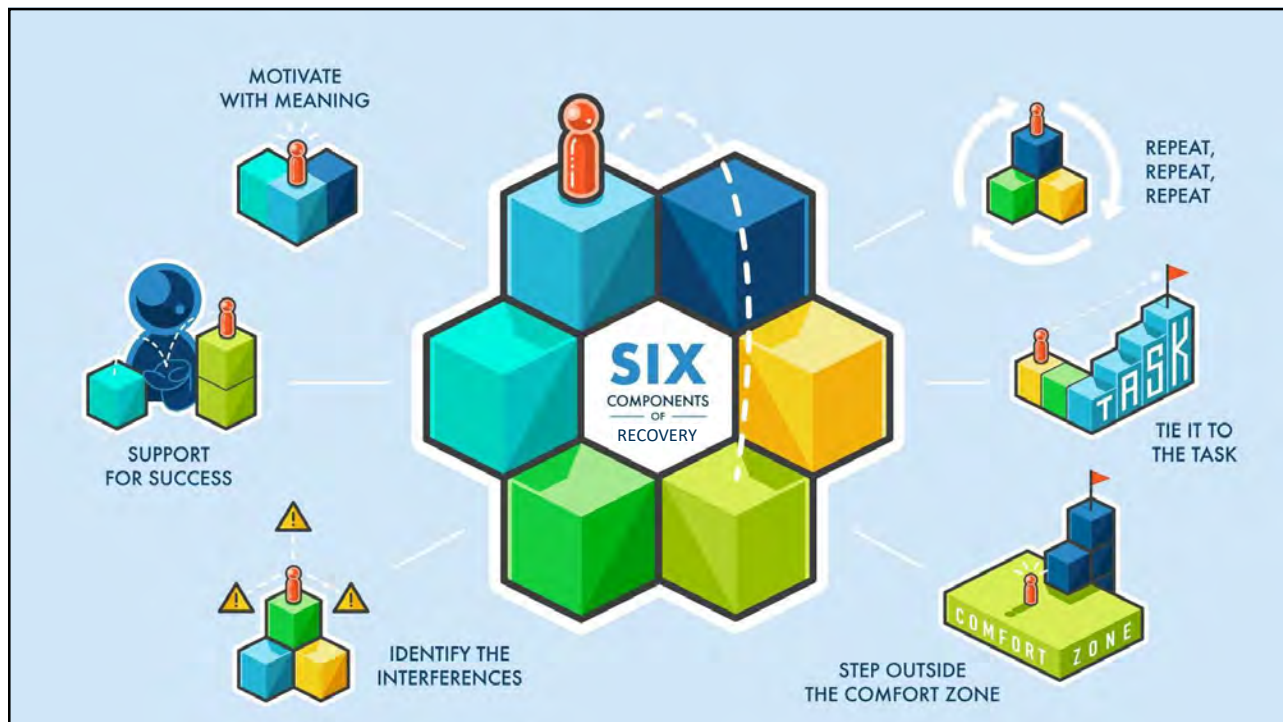 MOTIVATE
WITH MEANING
REPEAT,
REPEAT,
REPEAT
SUPPORT
FOR SUCCESS
SIX
COMPONENTS
OF
RECOVERY
TASK
TIE IT TO
THE TASK
IDENTIFY THE
INTERFERENCES
COMFORT ZONE
STEP OUTSIDE
THE COMFORT ZONE